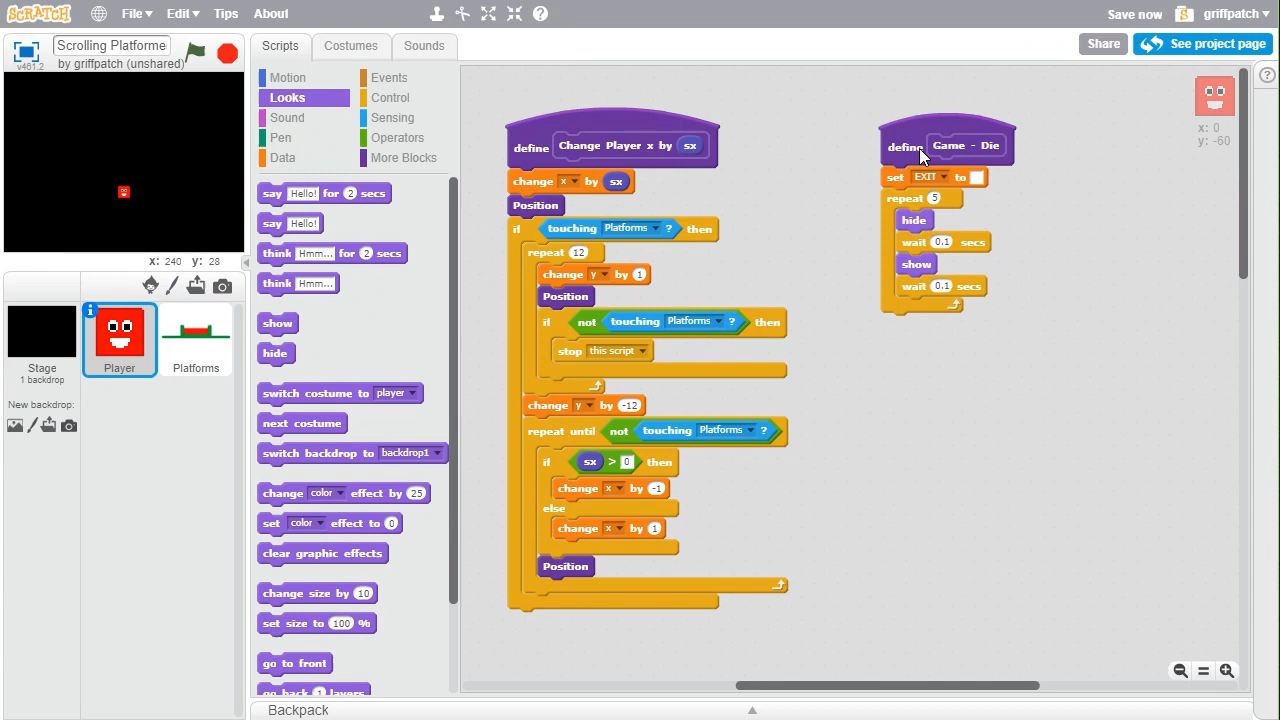 SCRATCH File Edit Tips About Save now griffpatch
Scrolling Platforme
by griffpatch (unshared)
v461.2
Scripts Costumes Sounds Share See project page
Motion Events
Looks Control
Sound Sensing
Pen Operators
Data More Blocks
say Hello! for 2 secs
say Hello!
think Hmm... for 2 secs
think Hmm...
show
hide
switch costume to player
next costume
switch backdrop to backdrop1
change color effect by 25
set color effect to 0
clear graphic effects
change size by 10
set size to 100 %
go to front
go back 1 layers
X: 240 y: 28
Stage
1 backdrop
New backdrop:
Player
Platforms
define Change Player x by sx
change x by sx
Position
if touching Platforms ? then
repeat 12
change y by 1
Position
if not touching Platforms ? then
stop this script
change y by -12
repeat until not touching Platforms ?
if sx > 0 then
change x by -1
else
change x by 1
Position
define Game - Die
set EXIT to
repeat 5
hide
wait 0.1 secs
show
wait 0.1 secs
x: 0
y: -60
Backpack